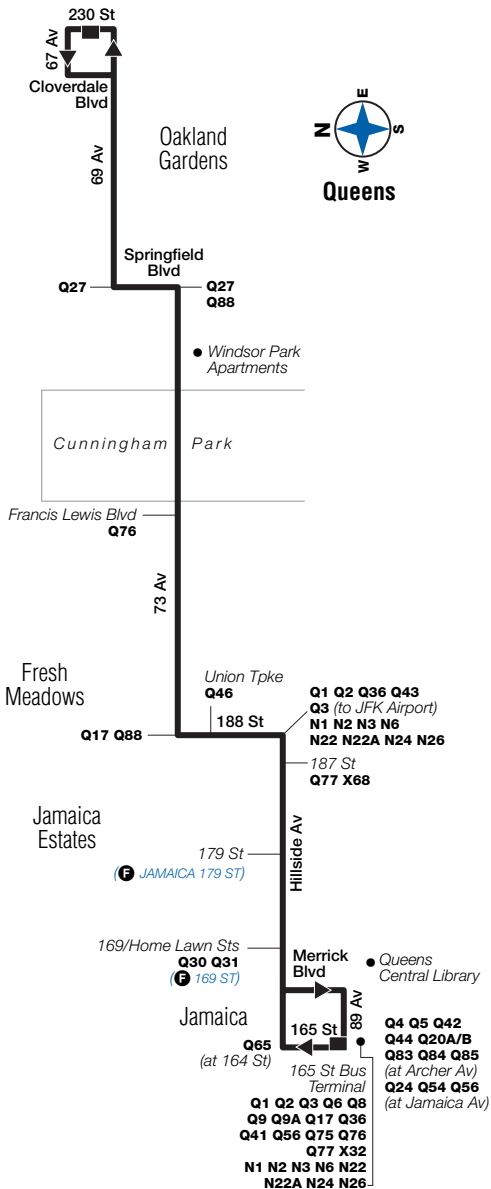 230 St
67 Av
Cloverdale
Blvd
N
E
S
W
Queens
Oakland
Gardens
69 Av
Springfield
Blvd
Q27
Q27
Q88
Windsor Park
Apartments
Cunningham Park
Francis Lewis Blvd
Q76
73 Av
Fresh
Meadows
Union Tpke
Q46
188 St
Q1 Q2 Q36 Q43
Q3 (to JFK Airport)
N1 N2 N3 N6
N22 N22A N24 N26
Q17 Q88
187 St
Q77 X68
Jamaica
Estates
Hillside Av
179 St
(F JAMAICA 179 ST)
169/Home Lawn Sts
Q30 Q31
(F 169 ST)
Merrick
Blvd
Queens
Central Library
Jamaica
89 Av
165 St
Q65
(at 164 St)
Q4 Q5 Q42
Q44 Q20A/B
Q83 Q84 Q85
(at Archer Av)
Q24 Q54 Q56
(at Jamaica Av)
165 St Bus
Terminal
Q1 Q2 Q3 Q6 Q8
Q9 Q9A Q17 Q36
Q41 Q56 Q75 Q76
Q77 X32
N1 N2 N3 N6 N22
N22A N24 N26